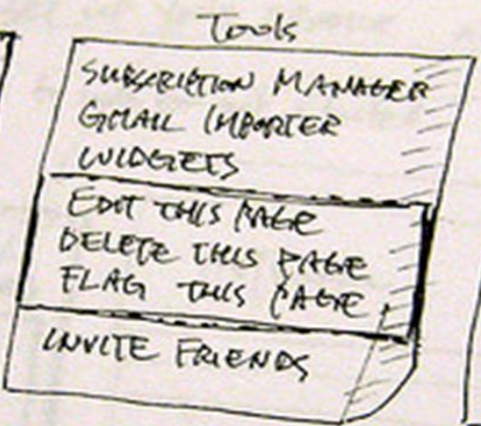 Tools
SUBSCRIPTION MANAGER
GMAIL IMPORTER
WIDGETS
EDIT THIS PAGE
DELETE THIS PAGE
FLAG THIS PAGE
INVITE FRIENDS